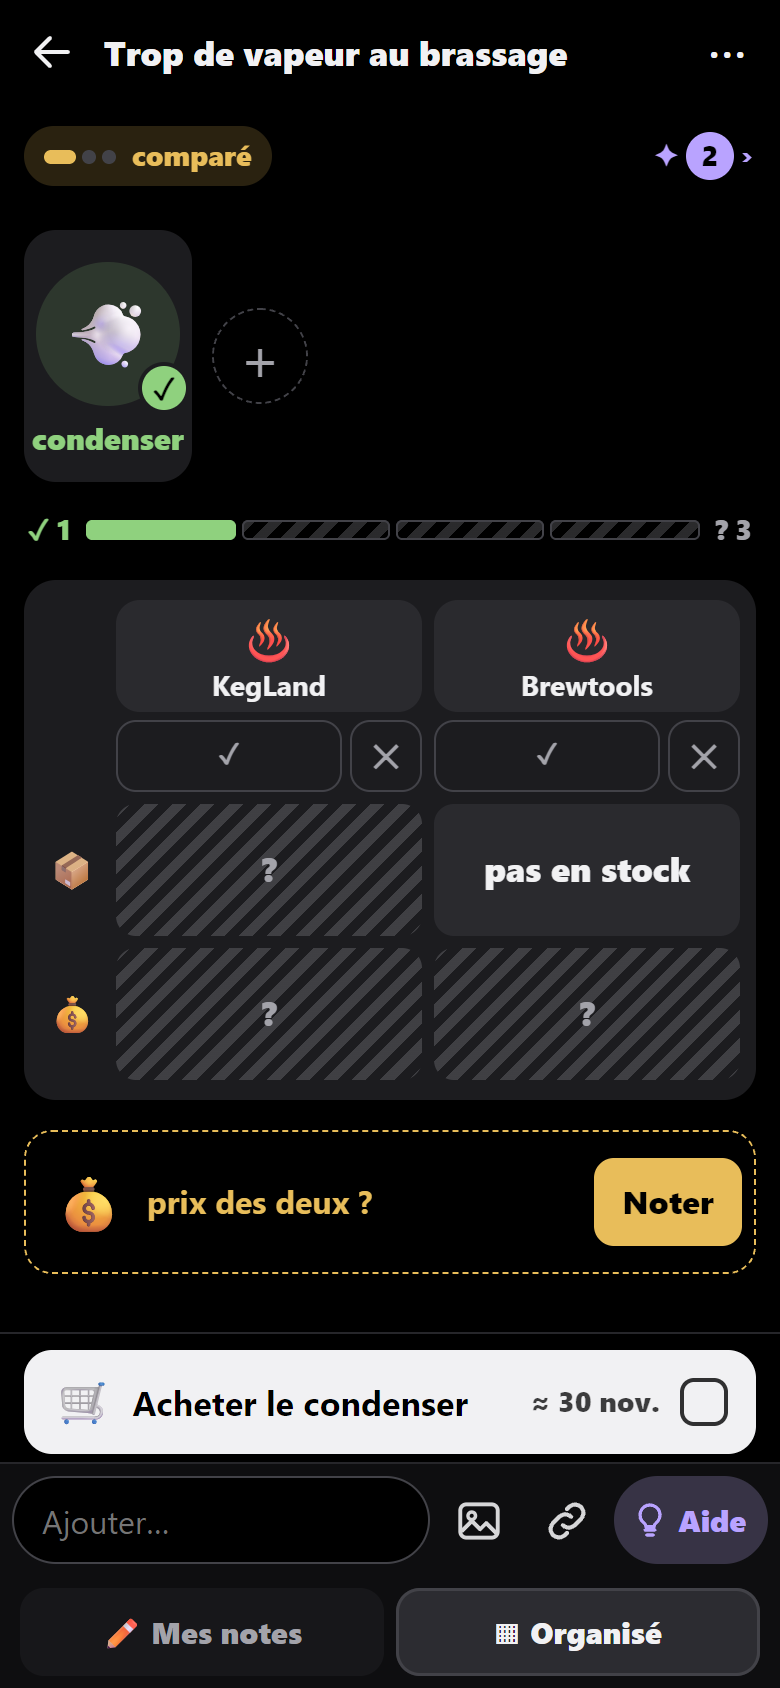 Trop de vapeur au brassage
comparé
2
condenser
✓ 1
? 3
KegLand
Brewtools
?
pas en stock
?
?
prix des deux ?
Noter
Acheter le condenser
≈ 30 nov.
Ajouter...
Aide
Mes notes
Organisé